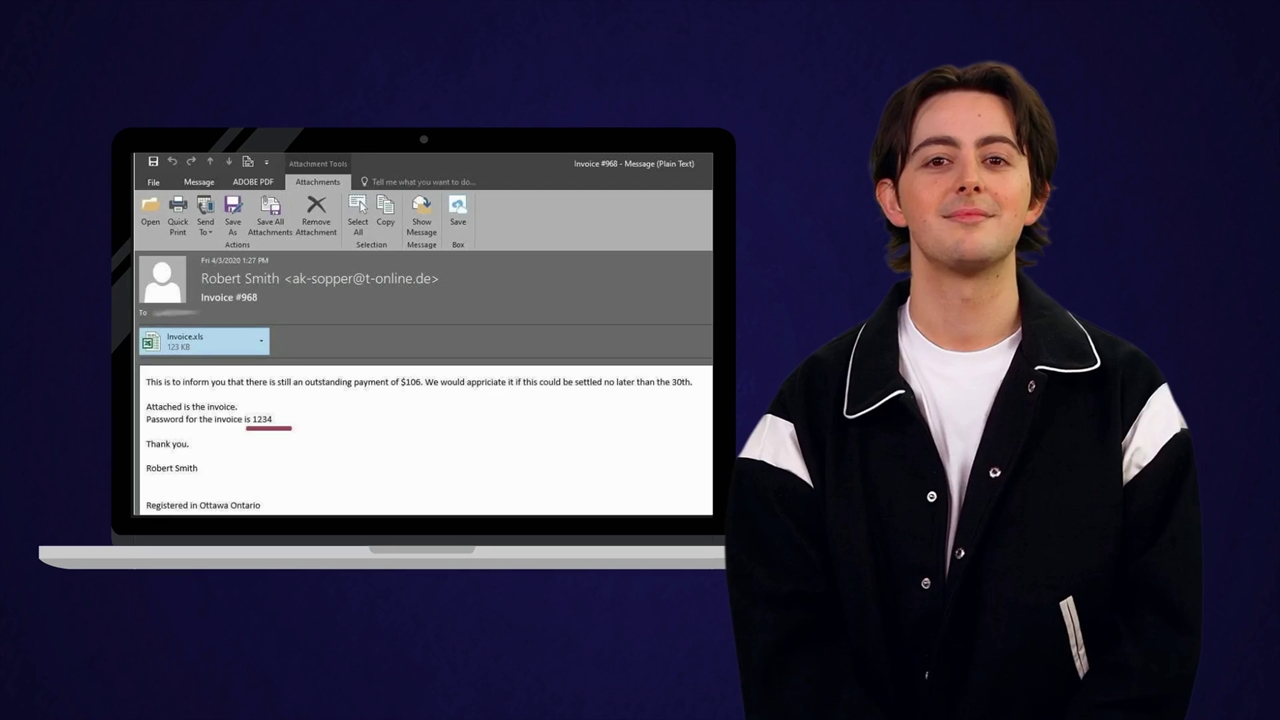 Attachment Tools
Invoice #968 - Message (Plain Text)
File Message ADOBE PDF Attachments Tell me what you want to do...
Open Quick Print Send To Save As Save All Attachments Remove Attachment Select All Copy Show Message Save
Actions Selection Message Box
Fri 4/3/2020 1:27 PM
Robert Smith <ak-sopper@t-online.de>
Invoice #968
To
Invoice.xls
123 KB
This is to inform you that there is still an outstanding payment of $106. We would appriciate it if this could be settled no later than the 30th.
Attached is the invoice.
Password for the invoice is 1234
Thank you.
Robert Smith
Registered in Ottawa Ontario